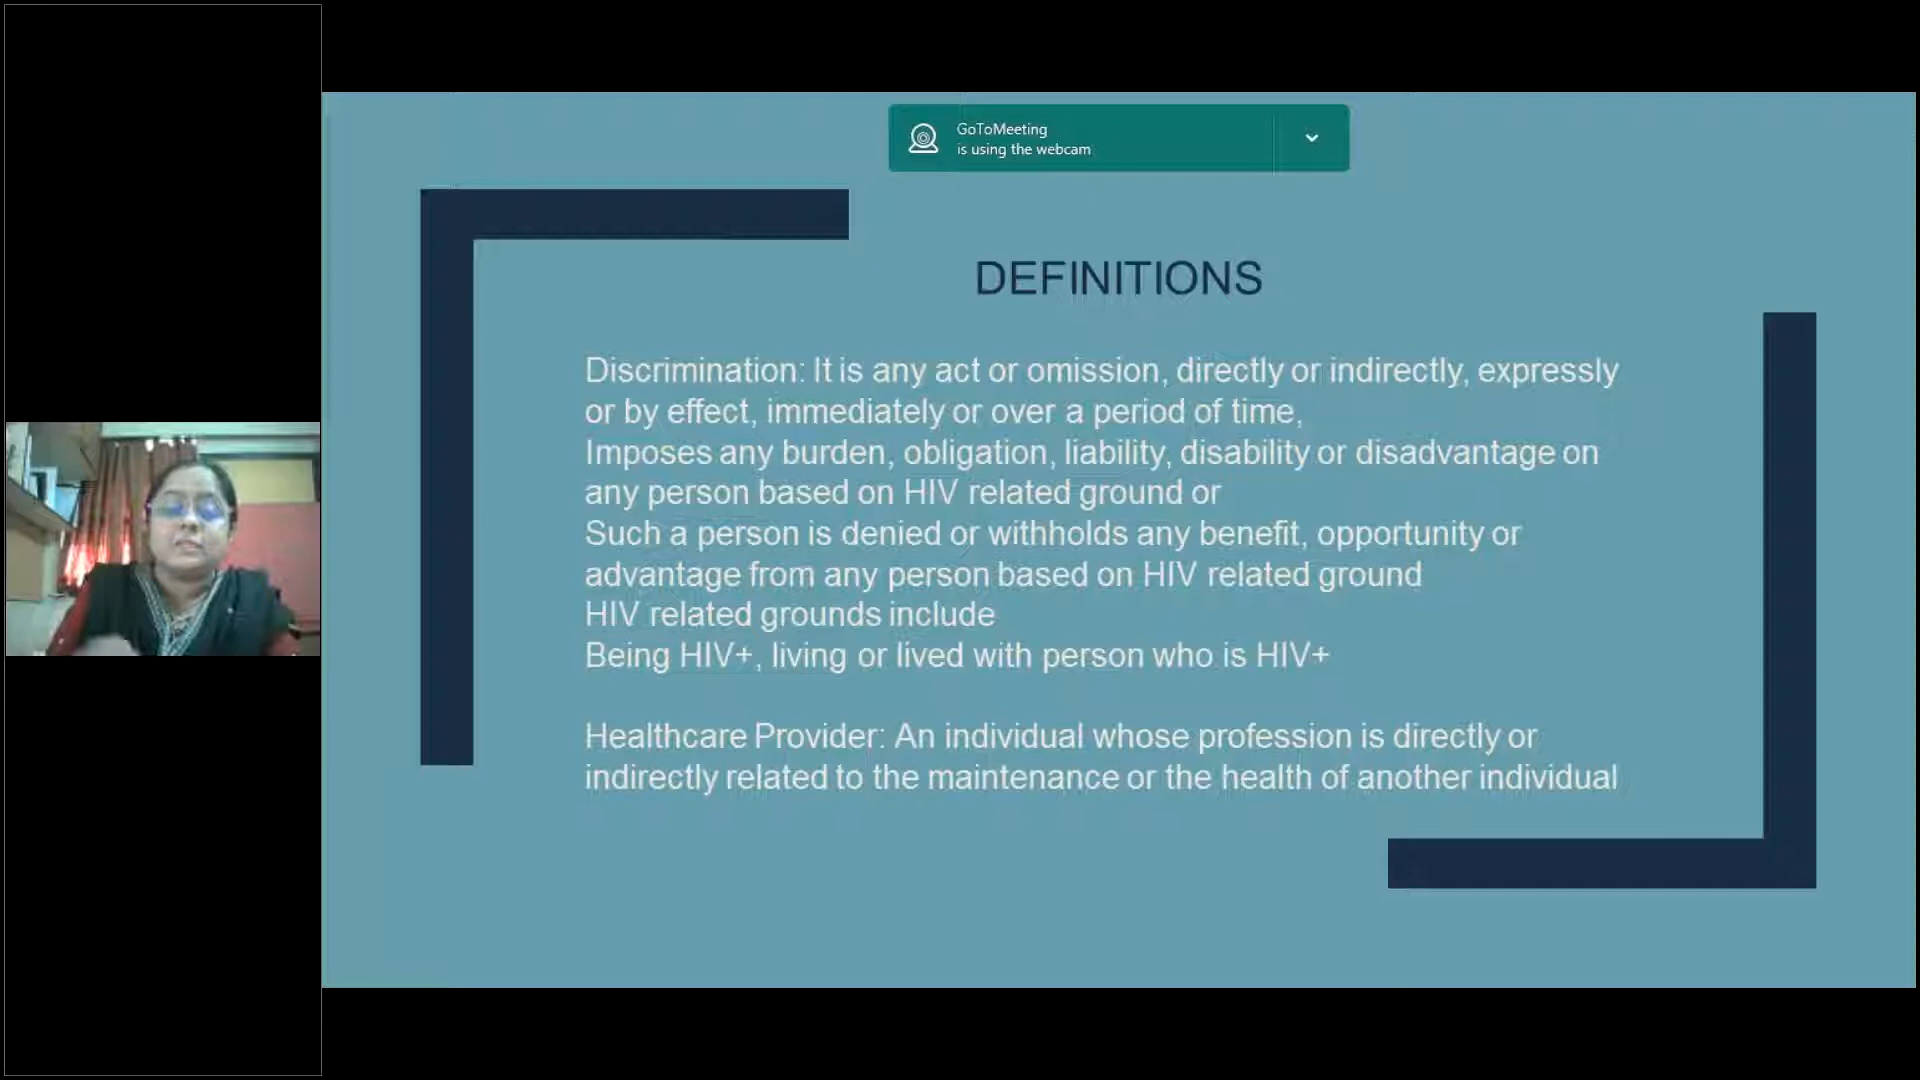 GoToMeeting
is using the webcam
DEFINITIONS
Discrimination: It is any act or omission, directly or indirectly, expressly
or by effect, immediately or over a period of time,
Imposes any burden, obligation, liability, disability or disadvantage on
any person based on HIV related ground or
Such a person is denied or withholds any benefit, opportunity or
advantage from any person based on HIV related ground
HIV related grounds include
Being HIV+, living or lived with person who is HIV+
Healthcare Provider: An individual whose profession is directly or
indirectly related to the maintenance or the health of another individual